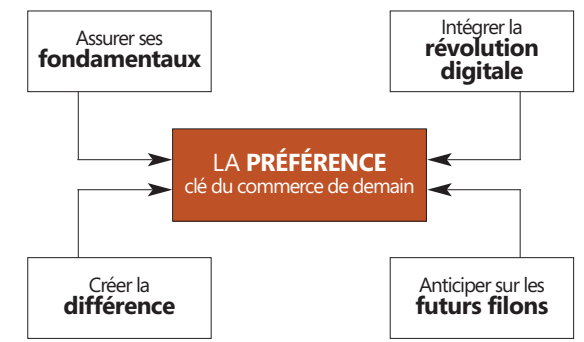 Assurer ses
fondamentaux
Intégrer la
révolution
digitale
LA PRÉFÉRENCE
clé du commerce de demain
Créer la
différence
Anticiper sur les
futurs filons